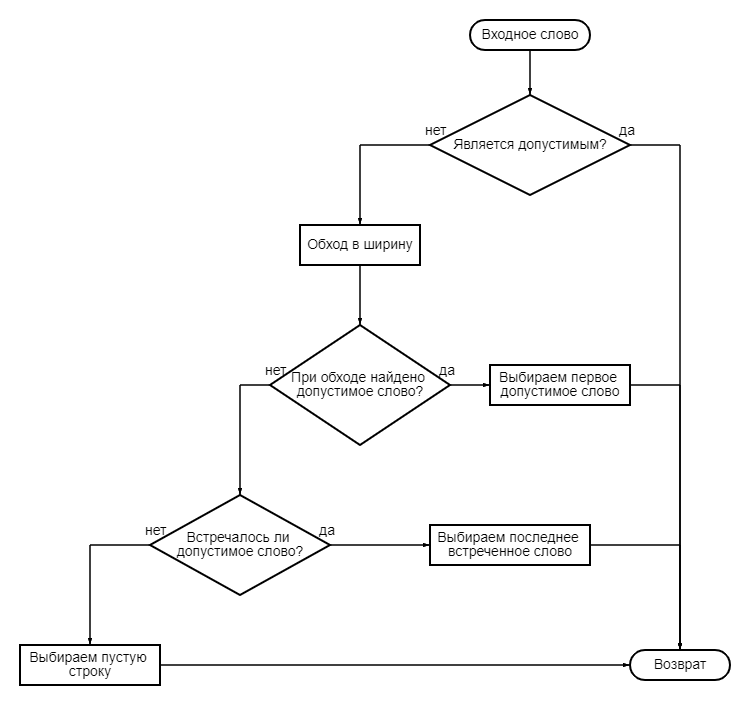 Входное слово
нет
да
Является допустимым?
Обход в ширину
нет
да
При обходе найдено
допустимое слово?
Выбираем первое
допустимое слово
нет
да
Встречалось ли
допустимое слово?
Выбираем последнее
встреченное слово
Выбираем пустую
строку
Возврат